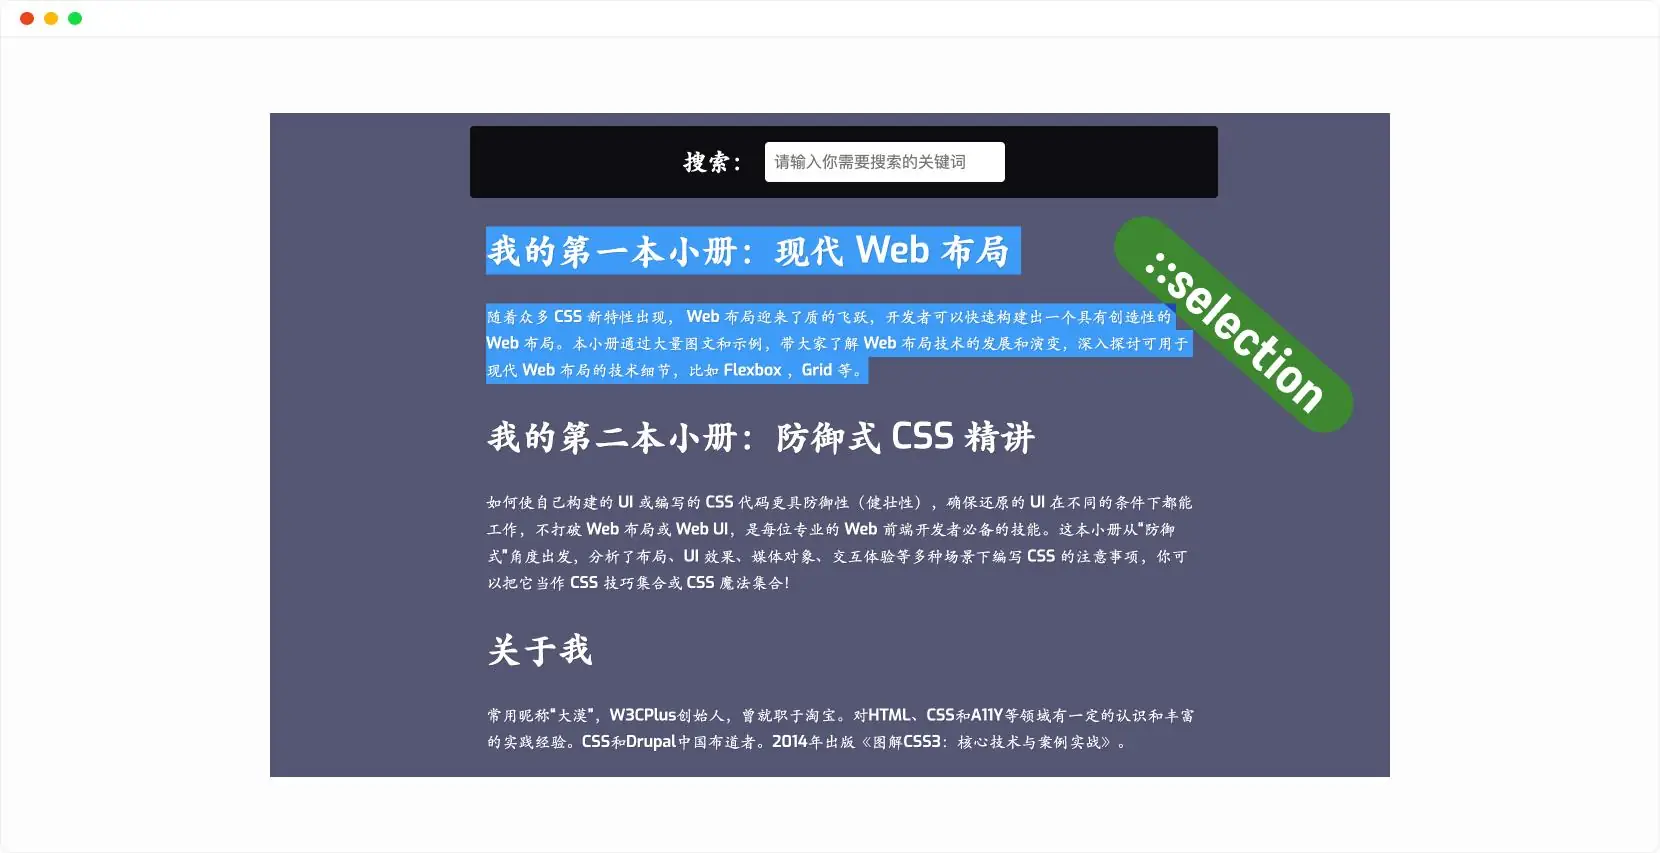 搜索：
请输入你需要搜索的关键词
我的第一本小册：现代 Web 布局
::selection
随着众多 CSS 新特性出现， Web 布局迎来了质的飞跃，开发者可以快速构建出一个具有创造性的
Web 布局。本小册通过大量图文和示例，带大家了解 Web 布局技术的发展和演变，深入探讨可用于
现代 Web 布局的技术细节，比如 Flexbox ，Grid 等。
我的第二本小册：防御式 CSS 精讲
如何使自己构建的 UI 或编写的 CSS 代码更具防御性（健壮性），确保还原的 UI 在不同的条件下都能
工作，不打破 Web 布局或 Web UI，是每位专业的 Web 前端开发者必备的技能。这本小册从“防御
式”角度出发，分析了布局、UI 效果、媒体对象、交互体验等多种场景下编写 CSS 的注意事项，你可
以把它当作 CSS 技巧集合或 CSS 魔法集合！
关于我
常用昵称“大漠”，W3CPlus创始人，曾就职于淘宝。对HTML、CSS和A11Y等领域有一定的认识和丰富
的实践经验。CSS和Drupal中国布道者。2014年出版《图解CSS3：核心技术与案例实战》。